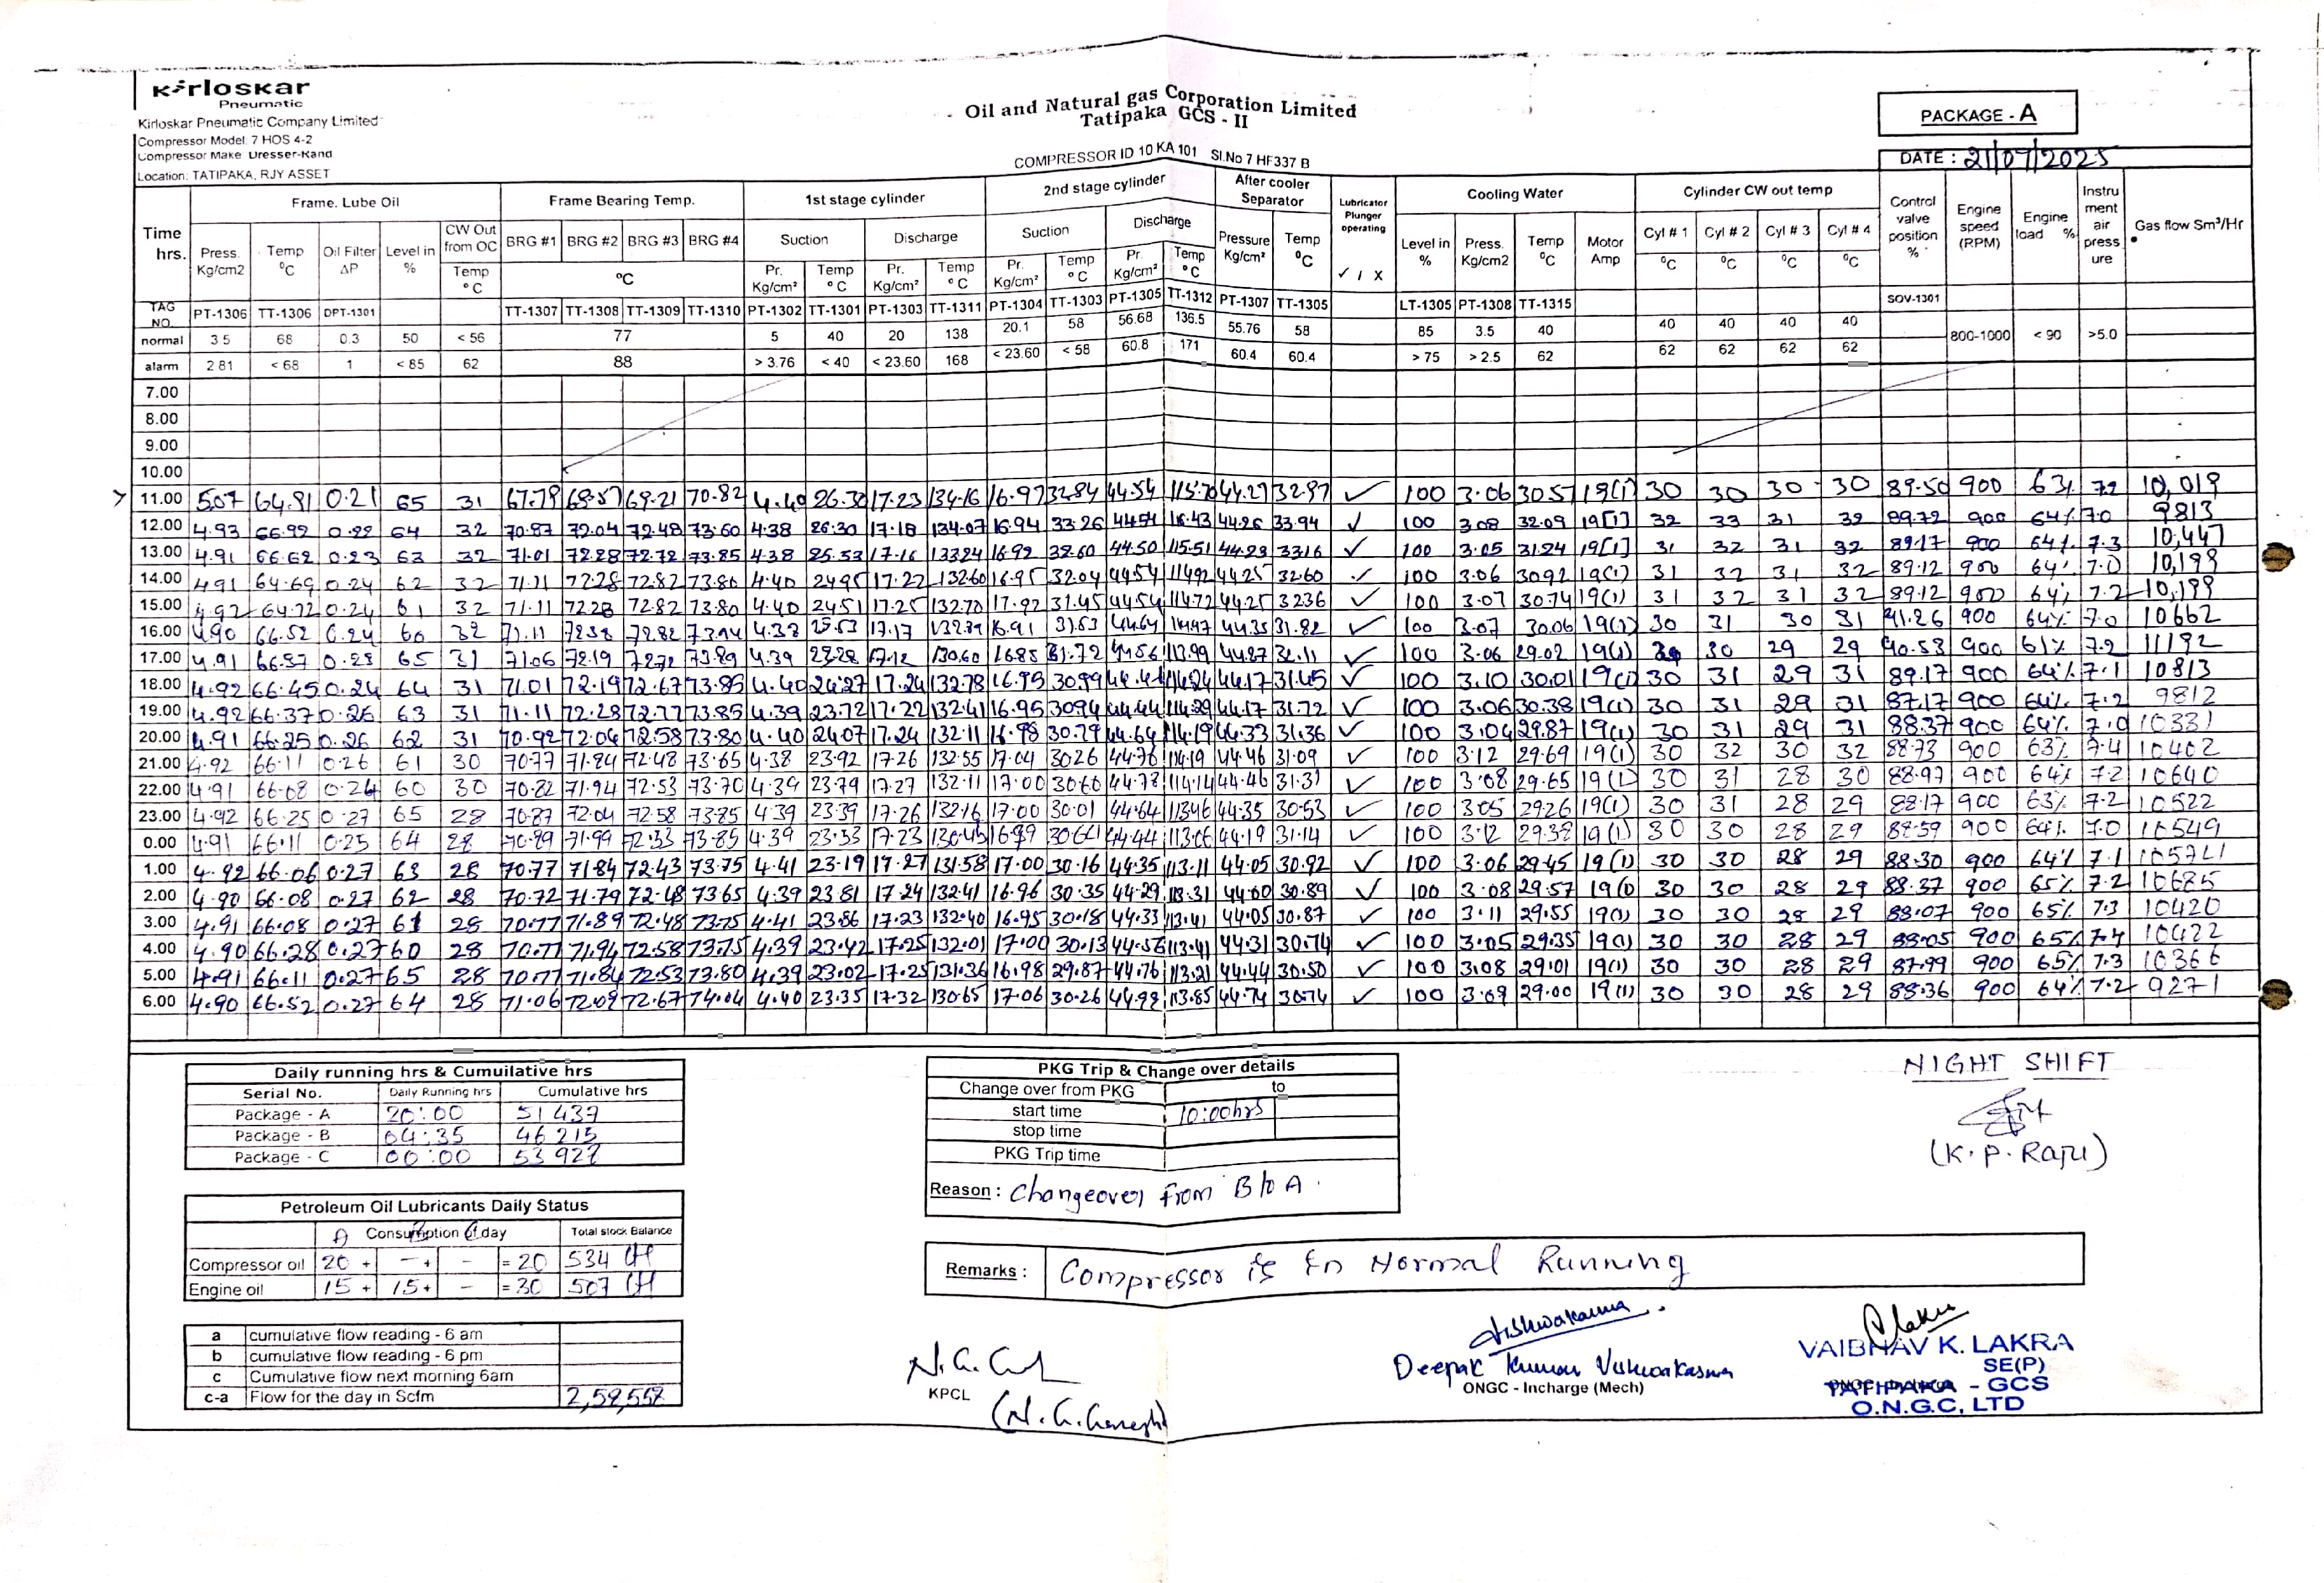 Kirloskar
Pneumatic
Kirloskar Pneumatic Company Limited
Compressor Model: 7 HOS 4-2
Compressor Make: Dresser-Rand
Location: TATIPAKA, RJY ASSET
Oil and Natural gas Corporation Limited
Tatipaka GCS - II
COMPRESSOR ID 10 KA 101 Sl.No 7 HF337 B
PACKAGE - A
DATE : 21/07/2025
Time hrs. Frame. Lube Oil Frame Bearing Temp. 1st stage cylinder 2nd stage cylinder After cooler Separator Lubricator Plunger operating ✓ / X Cooling Water Cylinder CW out temp Control valve position % Engine speed (RPM) Engine load % Instru ment air press ure Gas flow Sm³/Hr
Press. Kg/cm2 Temp ⁰C Oil Filter ΔP Level in % CW Out from OC Temp ° C BRG #1 BRG #2 BRG #3 BRG #4 ⁰C Suction Discharge Suction Discharge Pressure Kg/cm² Temp ⁰C Level in % Press. Kg/cm2 Temp ⁰C Motor Amp Cyl # 1 Cyl # 2 Cyl # 3 Cyl # 4
Pr. Kg/cm² Temp ° C Pr. Kg/cm² Temp ° C Pr. Kg/cm² Temp ° C Pr. Kg/cm² Temp ° C ⁰C ⁰C ⁰C ⁰C
TAG NO. PT-1306 TT-1306 DPT-1301 TT-1307 TT-1308 TT-1309 TT-1310 PT-1302 TT-1301 PT-1303 TT-1311 PT-1304 TT-1303 PT-1305 TT-1312 PT-1307 TT-1305 LT-1305 PT-1308 TT-1315 SOV-1301
normal 3.5 68 0.3 50 < 56 77 5 40 20 138 20.1 58 56.68 136.5 55.76 58 85 3.5 40 40 40 40 40 800-1000 < 90 >5.0
alarm 2.81 < 68 1 < 85 62 88 > 3.76 < 40 < 23.60 168 < 23.60 < 58 60.8 171 60.4 60.4 > 75 > 2.5 62 62 62 62 62
7.00
8.00
9.00
10.00
11.00 5.07 64.81 0.21 65 31 67.79 68.57 69.21 70.82 4.40 26.30 17.23 134.16 16.97 32.84 44.54 115.70 44.27 32.97 ✓ 100 3.06 30.57 19(1) 30 30 30 30 89.50 900 63% 7.2 10,019
12.00 4.93 66.92 0.22 64 32 70.87 72.04 72.48 73.60 4.38 26.30 17.18 134.07 16.94 33.26 44.54 116.43 44.26 33.94 ✓ 100 3.08 32.09 19[1] 32 33 31 32 89.72 900 64% 7.0 9813
13.00 4.91 66.62 0.23 63 32 71.01 72.28 72.72 73.85 4.38 25.53 17.16 133.24 16.92 32.60 44.50 115.51 44.23 33.16 ✓ 100 3.05 31.24 19[1] 31 32 31 32 89.17 900 64% 7.3 10,447
14.00 4.91 64.69 0.24 62 32 71.11 72.28 72.82 73.80 4.40 24.95 17.22 132.60 16.95 32.04 44.54 114.92 44.25 32.60 ✓ 100 3.06 30.92 19(1) 31 32 31 32 89.12 900 64% 7.0 10,199
15.00 4.92 64.72 0.24 61 32 71.11 72.28 72.82 73.80 4.40 24.51 17.25 132.70 17.92 31.45 44.54 114.72 44.25 32.36 ✓ 100 3.07 30.74 19(1) 31 32 31 32 89.12 900 64% 7.2 10,199
16.00 4.90 66.52 0.24 60 32 71.11 72.38 72.82 4.38 17.17 16.91 31.53 44.64 44.35 31.82 ✓ 100 3.07 30.06 19(1) 30 31 30 31 91.26 900 64% 7.0 10662
17.00 4.91 66.37 0.23 65 31 71.06 72.19 72.72 73.89 4.39 23.28 17.12 130.60 16.85 31.72 44.56 113.99 44.27 32.11 ✓ 100 3.06 29.02 19(1) 30 29 29 90.53 900 61% 7.2 11192
18.00 4.92 66.45 0.24 64 31 71.01 72.19 72.67 73.85 4.40 24.27 17.24 132.78 16.95 30.99 44.41 114.24 44.17 31.45 ✓ 100 3.10 30.01 19(1) 30 31 29 31 89.17 900 64% 7.1 10813
19.00 4.92 66.37 0.26 63 31 71.11 72.28 72.77 73.85 4.39 23.72 17.22 132.41 16.95 30.94 44.44 114.29 44.17 31.72 ✓ 100 3.06 30.38 19(1) 30 31 29 31 87.17 900 64% 7.2 9812
20.00 4.91 66.25 0.26 62 31 70.92 72.04 72.58 73.80 4.40 24.07 17.24 132.11 16.98 30.79 44.64 114.19 44.33 31.36 ✓ 100 3.04 29.87 19(1) 30 31 29 31 88.37 900 64% 7.0 10331
21.00 4.92 66.11 0.26 61 30 70.77 71.84 72.48 73.65 4.38 23.92 17.26 132.55 17.04 30.26 44.76 114.19 44.46 31.09 ✓ 100 3.12 29.69 19(1) 30 32 30 32 88.73 900 63% 7.4 10402
22.00 4.91 66.08 0.24 60 30 70.82 71.94 72.53 73.70 4.39 23.79 17.27 132.11 17.00 30.60 44.78 114.14 44.46 31.31 ✓ 100 3.08 29.65 19(1) 30 31 28 30 88.97 900 64% 7.2 10640
23.00 4.92 66.25 0.27 65 28 70.87 72.04 72.58 73.85 4.39 23.39 17.26 132.16 17.00 30.01 44.64 113.46 44.35 30.53 ✓ 100 3.05 29.26 19(1) 30 31 28 29 88.17 900 63% 7.2 10522
0.00 4.91 66.11 0.25 64 28 70.89 71.99 72.33 73.85 4.39 23.53 17.23 130.43 16.99 30.66 44.44 113.06 44.19 31.14 ✓ 100 3.12 29.38 19(1) 30 30 28 29 88.59 900 64% 7.0 10549
1.00 4.92 66.06 0.27 63 28 70.77 71.84 72.43 73.75 4.41 23.19 17.27 131.58 17.00 30.16 44.35 113.11 44.05 30.92 ✓ 100 3.06 29.45 19(1) 30 30 28 29 88.30 900 64% 7.1
2.00 4.90 66.08 0.27 62 28 70.72 71.79 72.48 73.65 4.39 23.81 17.24 132.41 16.96 30.35 44.29 113.31 44.00 30.89 ✓ 100 3.08 29.57 19(1) 30 30 28 29 88.37 900 65% 7.2 10685
3.00 4.91 66.08 0.27 61 28 70.77 71.89 72.48 73.75 4.41 23.86 17.23 132.40 16.95 30.18 44.33 113.41 44.05 30.87 ✓ 100 3.11 29.55 19(1) 30 30 28 29 88.07 900 65% 7.3 10420
4.00 4.90 66.28 0.27 60 28 70.77 71.94 72.58 73.75 4.39 23.42 17.25 132.01 17.00 30.13 44.56 113.41 44.31 30.74 ✓ 100 3.05 29.35 19(1) 30 30 28 29 88.05 900 65% 7.4 10422
5.00 4.91 66.11 0.27 65 28 70.77 71.84 72.53 73.80 4.39 23.02 17.25 131.36 16.98 29.87 44.76 113.21 44.44 30.50 ✓ 100 3.08 29.01 19(1) 30 30 28 29 87.99 900 65% 7.3 10366
6.00 4.90 66.52 0.27 64 28 71.06 72.09 72.67 74.04 4.40 23.35 17.32 130.65 17.06 30.26 44.98 113.85 44.74 30.74 ✓ 100 3.09 29.00 19(1) 30 30 28 29 88.36 900 64% 7.2 9271
Daily running hrs & Cumuilative hrs
Serial No. Daily Running hrs Cumulative hrs
Package - A 20:00 51437
Package - B 04:35 46215
Package - C 00:00 53927
PKG Trip & Change over details
Change over from PKG to
start time 10:00hrs
stop time
PKG Trip time
Reason : Changeover from B to A.
NIGHT SHIFT
(K.P. Raju)
Petroleum Oil Lubricants Daily Status
A Consumption of day Total stock Balance
Compressor oil 20 + - + - = 20 534 Lit
Engine oil 15 + 15 + - = 30 507 Lit
Remarks : Compressor is In Normal Running
a cumulative flow reading - 6 am
b cumulative flow reading - 6 pm
c Cumulative flow next morning 6am
c-a Flow for the day in Scfm 2,52,558
KPCL
(N.G.Ganesh)
Vishwakarma
Deepak Kumar Vishwakarma
ONGC - Incharge (Mech)
VAIBHAV K. LAKRA
SE(P)
TATIPAKA - GCS
O.N.G.C, LTD